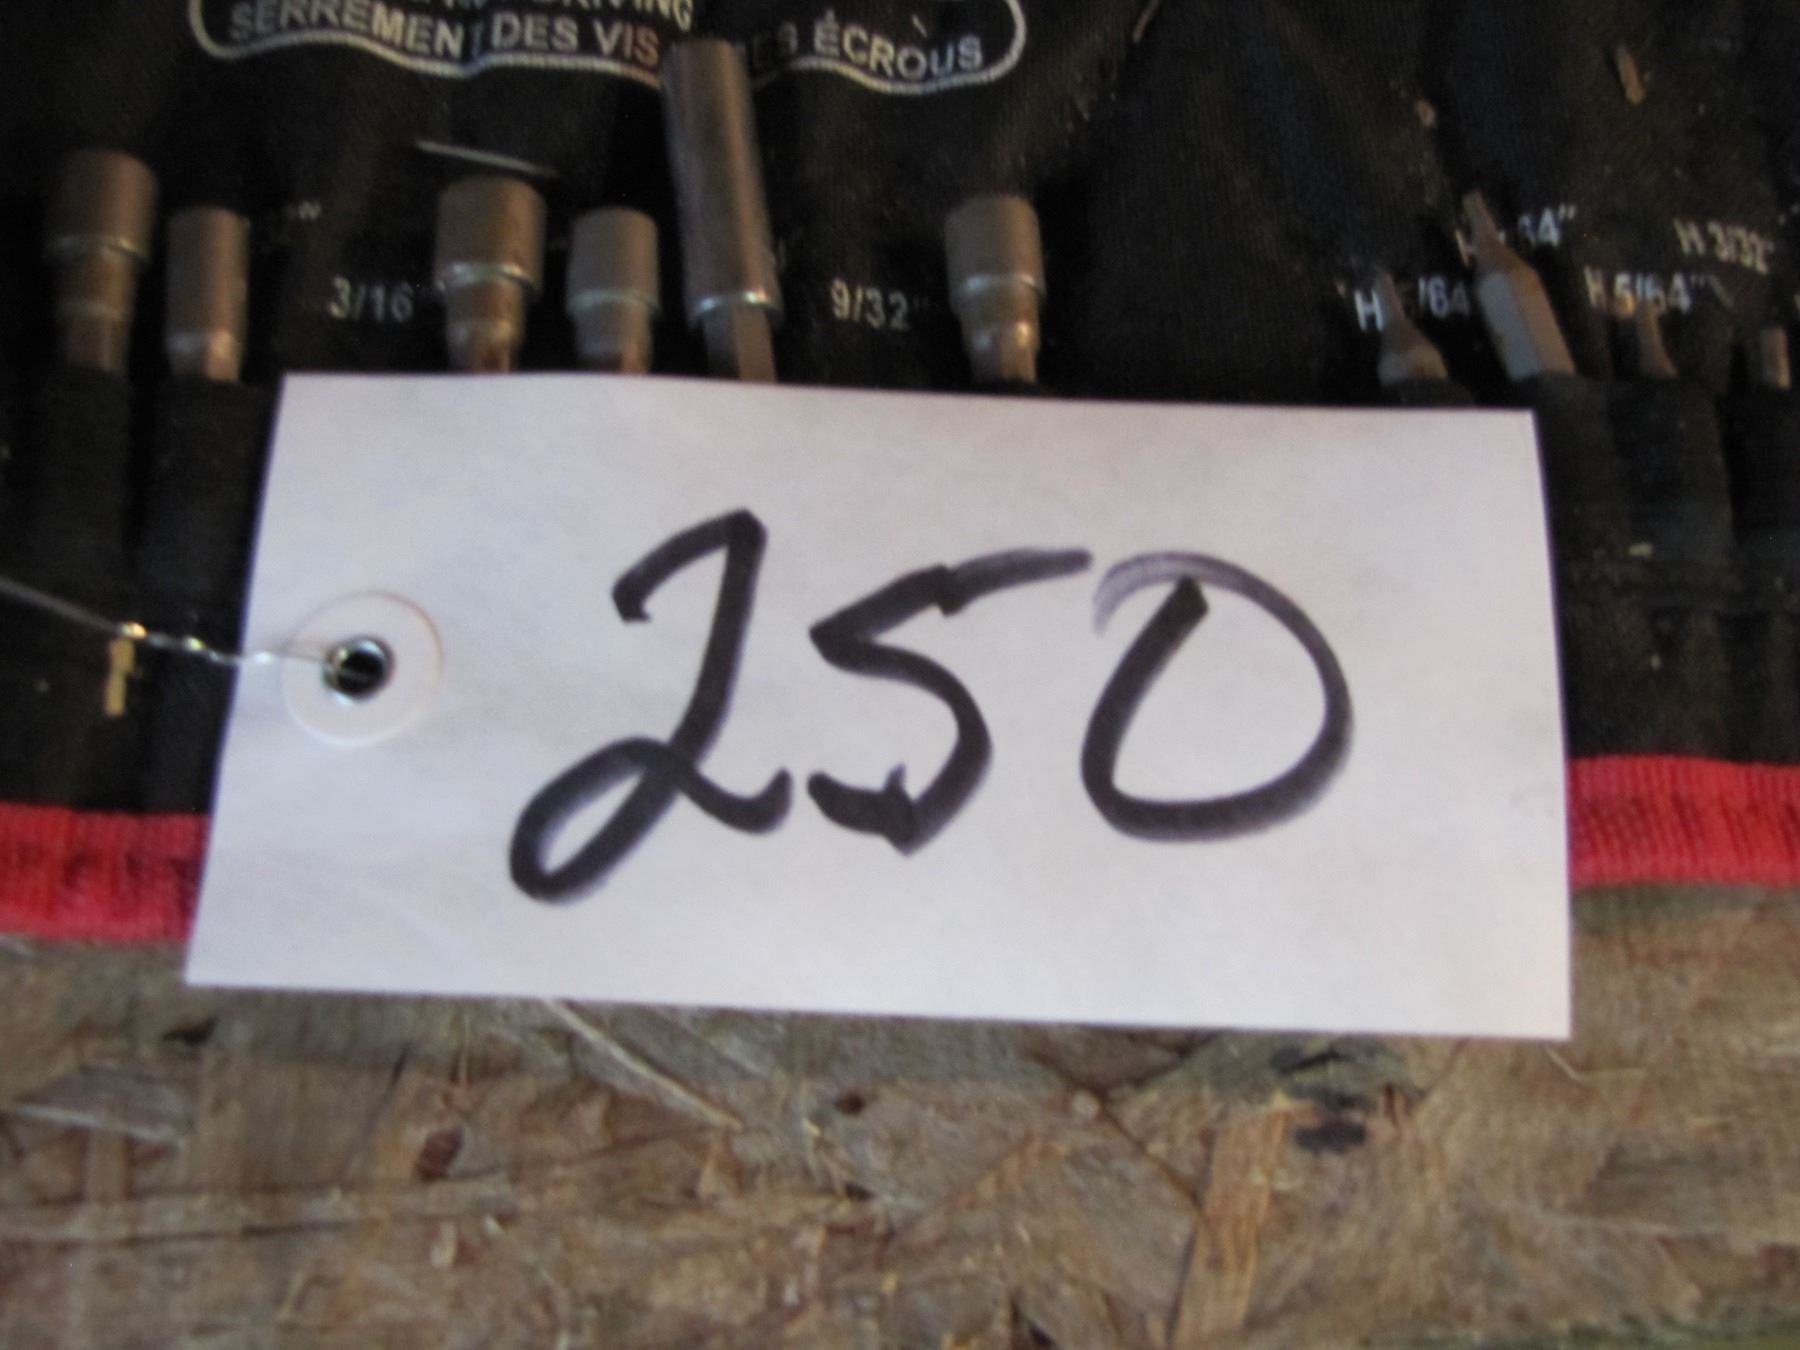 SERREMENT DES VIS ÉCROUS
3/16"
9/32"
H 5/64"
H 3/32"
250